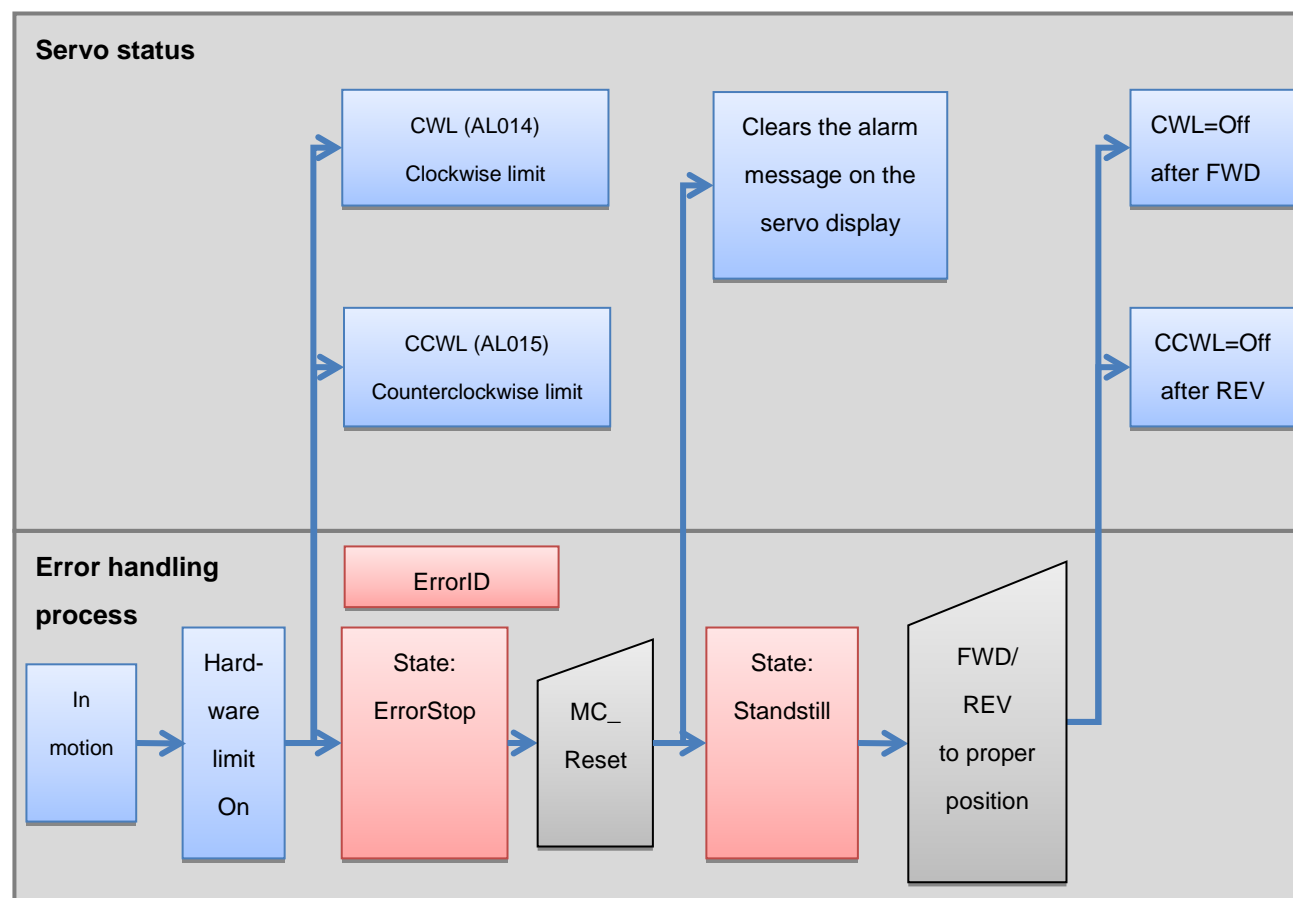 Servo status
CWL (AL014)
Clockwise limit
Clears the alarm
message on the
servo display
CWL=Off
after FWD
CCWL (AL015)
Counterclockwise limit
CCWL=Off
after REV
Error handling
process
ErrorID
In
motion
Hard-
ware
limit
On
State:
ErrorStop
MC_
Reset
State:
Standstill
FWD/
REV
to proper
position